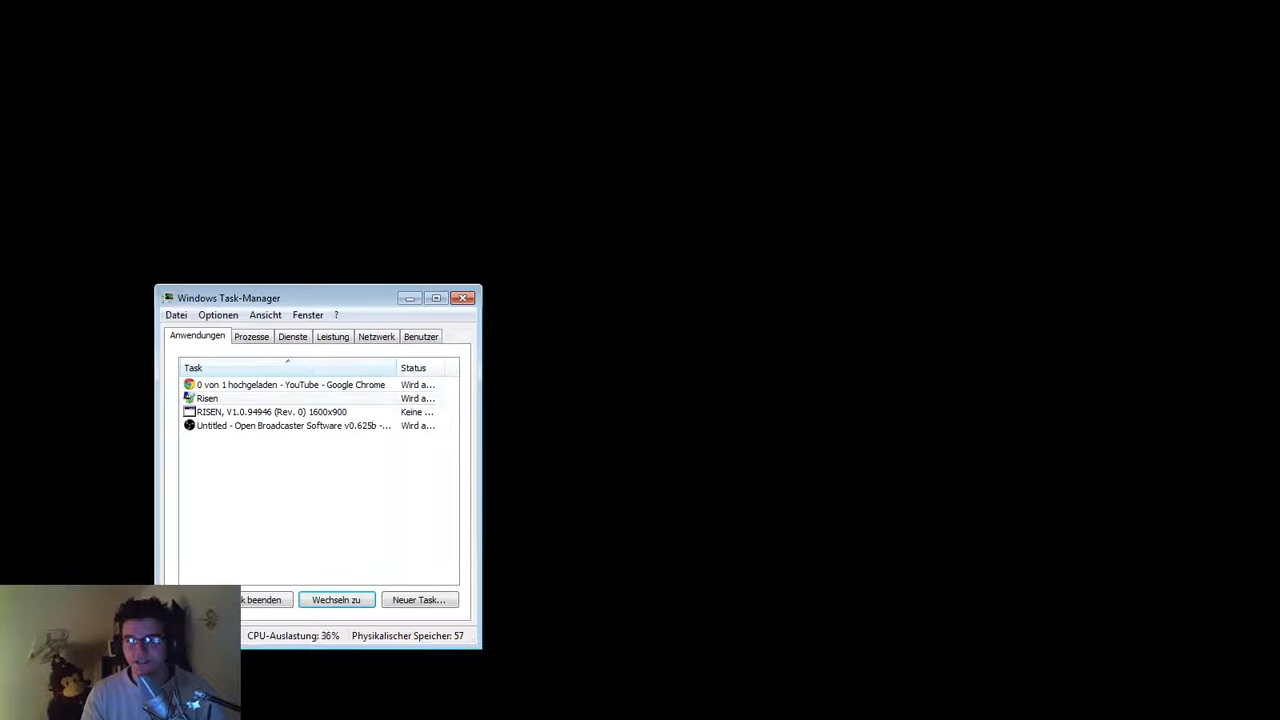 Windows Task-Manager
Datei Optionen Ansicht Fenster ?
Anwendungen Prozesse Dienste Leistung Netzwerk Benutzer
Task Status
0 von 1 hochgeladen - YouTube - Google Chrome Wird a...
Risen Wird a...
RISEN, V1.0.94946 (Rev. 0) 1600x900 Keine ...
Untitled - Open Broadcaster Software v0.625b -... Wird a...
k beenden Wechseln zu Neuer Task...
CPU-Auslastung: 36% Physikalischer Speicher: 57